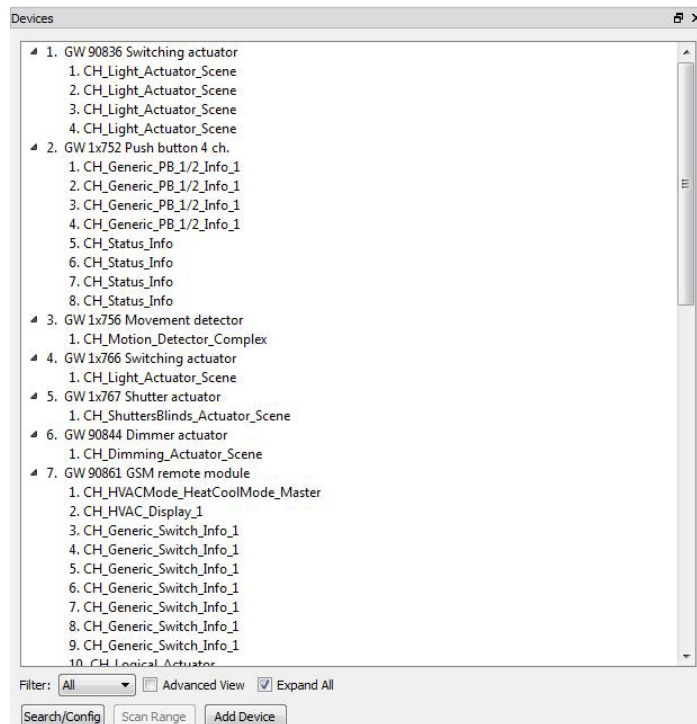 Devices
1. GW 90836 Switching actuator
1. CH_Light_Actuator_Scene
2. CH_Light_Actuator_Scene
3. CH_Light_Actuator_Scene
4. CH_Light_Actuator_Scene
2. GW 1x752 Push button 4 ch.
1. CH_Generic_PB_1/2_Info_1
2. CH_Generic_PB_1/2_Info_1
3. CH_Generic_PB_1/2_Info_1
4. CH_Generic_PB_1/2_Info_1
5. CH_Status_Info
6. CH_Status_Info
7. CH_Status_Info
8. CH_Status_Info
3. GW 1x756 Movement detector
1. CH_Motion_Detector_Complex
4. GW 1x766 Switching actuator
1. CH_Light_Actuator_Scene
5. GW 1x767 Shutter actuator
1. CH_ShuttersBlinds_Actuator_Scene
6. GW 90844 Dimmer actuator
1. CH_Dimming_Actuator_Scene
7. GW 90861 GSM remote module
1. CH_HVACMode_HeatCoolMode_Master
2. CH_HVAC_Display_1
3. CH_Generic_Switch_Info_1
4. CH_Generic_Switch_Info_1
5. CH_Generic_Switch_Info_1
6. CH_Generic_Switch_Info_1
7. CH_Generic_Switch_Info_1
8. CH_Generic_Switch_Info_1
9. CH_Generic_Switch_Info_1
10. CH_Logical_Actuator
Filter: All Advanced View Expand All
Search/Config Scan Range Add Device